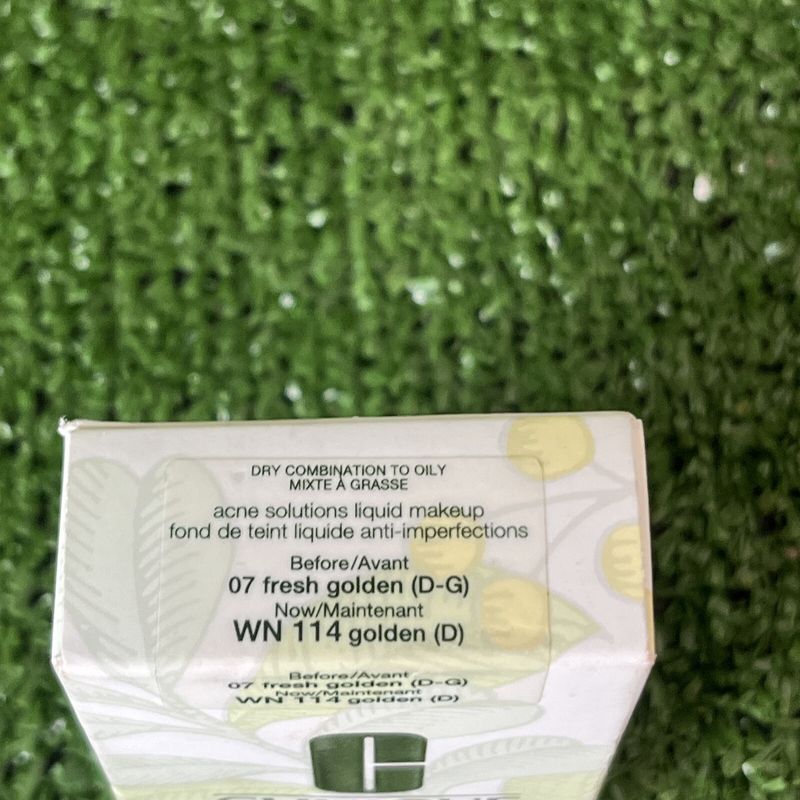 DRY COMBINATION TO OILY
MIXTE À GRASSE
acne solutions liquid makeup
fond de teint liquide anti-imperfections
Before/Avant
07 fresh golden (D-G)
Now/Maintenant
WN 114 golden (D)
Before/Avant
07 fresh golden (D-G)
Now/Maintenant
WN 114 golden (D)